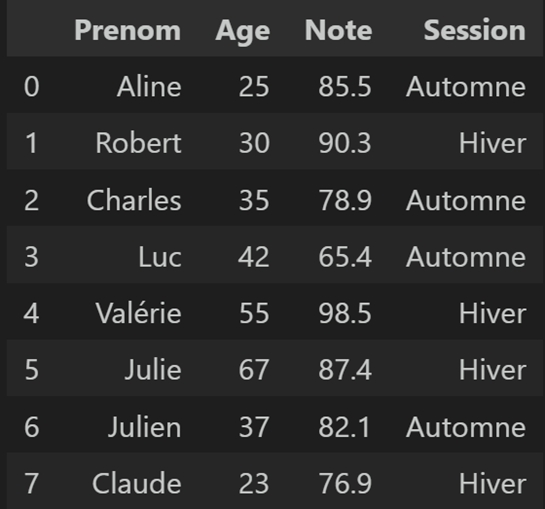 Prenom Age Note Session
0 Aline 25 85.5 Automne
1 Robert 30 90.3 Hiver
2 Charles 35 78.9 Automne
3 Luc 42 65.4 Automne
4 Valérie 55 98.5 Hiver
5 Julie 67 87.4 Hiver
6 Julien 37 82.1 Automne
7 Claude 23 76.9 Hiver